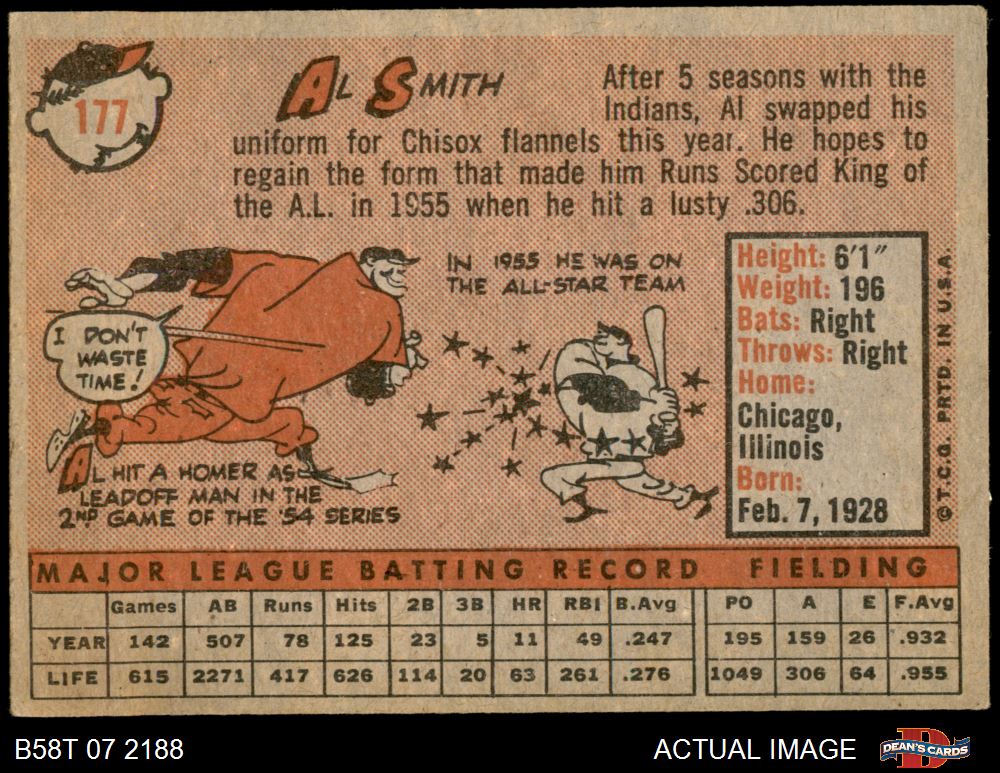 177
AL SMITH
After 5 seasons with the
Indians, Al swapped his
uniform for Chisox flannels this year. He hopes to
regain the form that made him Runs Scored King of
the A.L. in 1955 when he hit a lusty .306.
I DON'T
WASTE
TIME!
AL HIT A HOMER AS
LEADOFF MAN IN THE
2ND GAME OF THE '54 SERIES
IN 1955 HE WAS ON
THE ALL-STAR TEAM
Height: 6'1"
Weight: 196
Bats: Right
Throws: Right
Home:
Chicago,
Illinois
Born:
Feb. 7, 1928
© T.C.G. PRTD. IN U.S.A.
MAJOR LEAGUE BATTING RECORD FIELDING
Games AB Runs Hits 2B 3B HR RBI B.Avg PO A E F.Avg
YEAR 142 507 78 125 23 5 11 49 .247 195 159 26 .932
LIFE 615 2271 417 626 114 20 63 261 .276 1049 306 64 .955
B58T 07 2188
ACTUAL IMAGE
DEAN'S CARDS